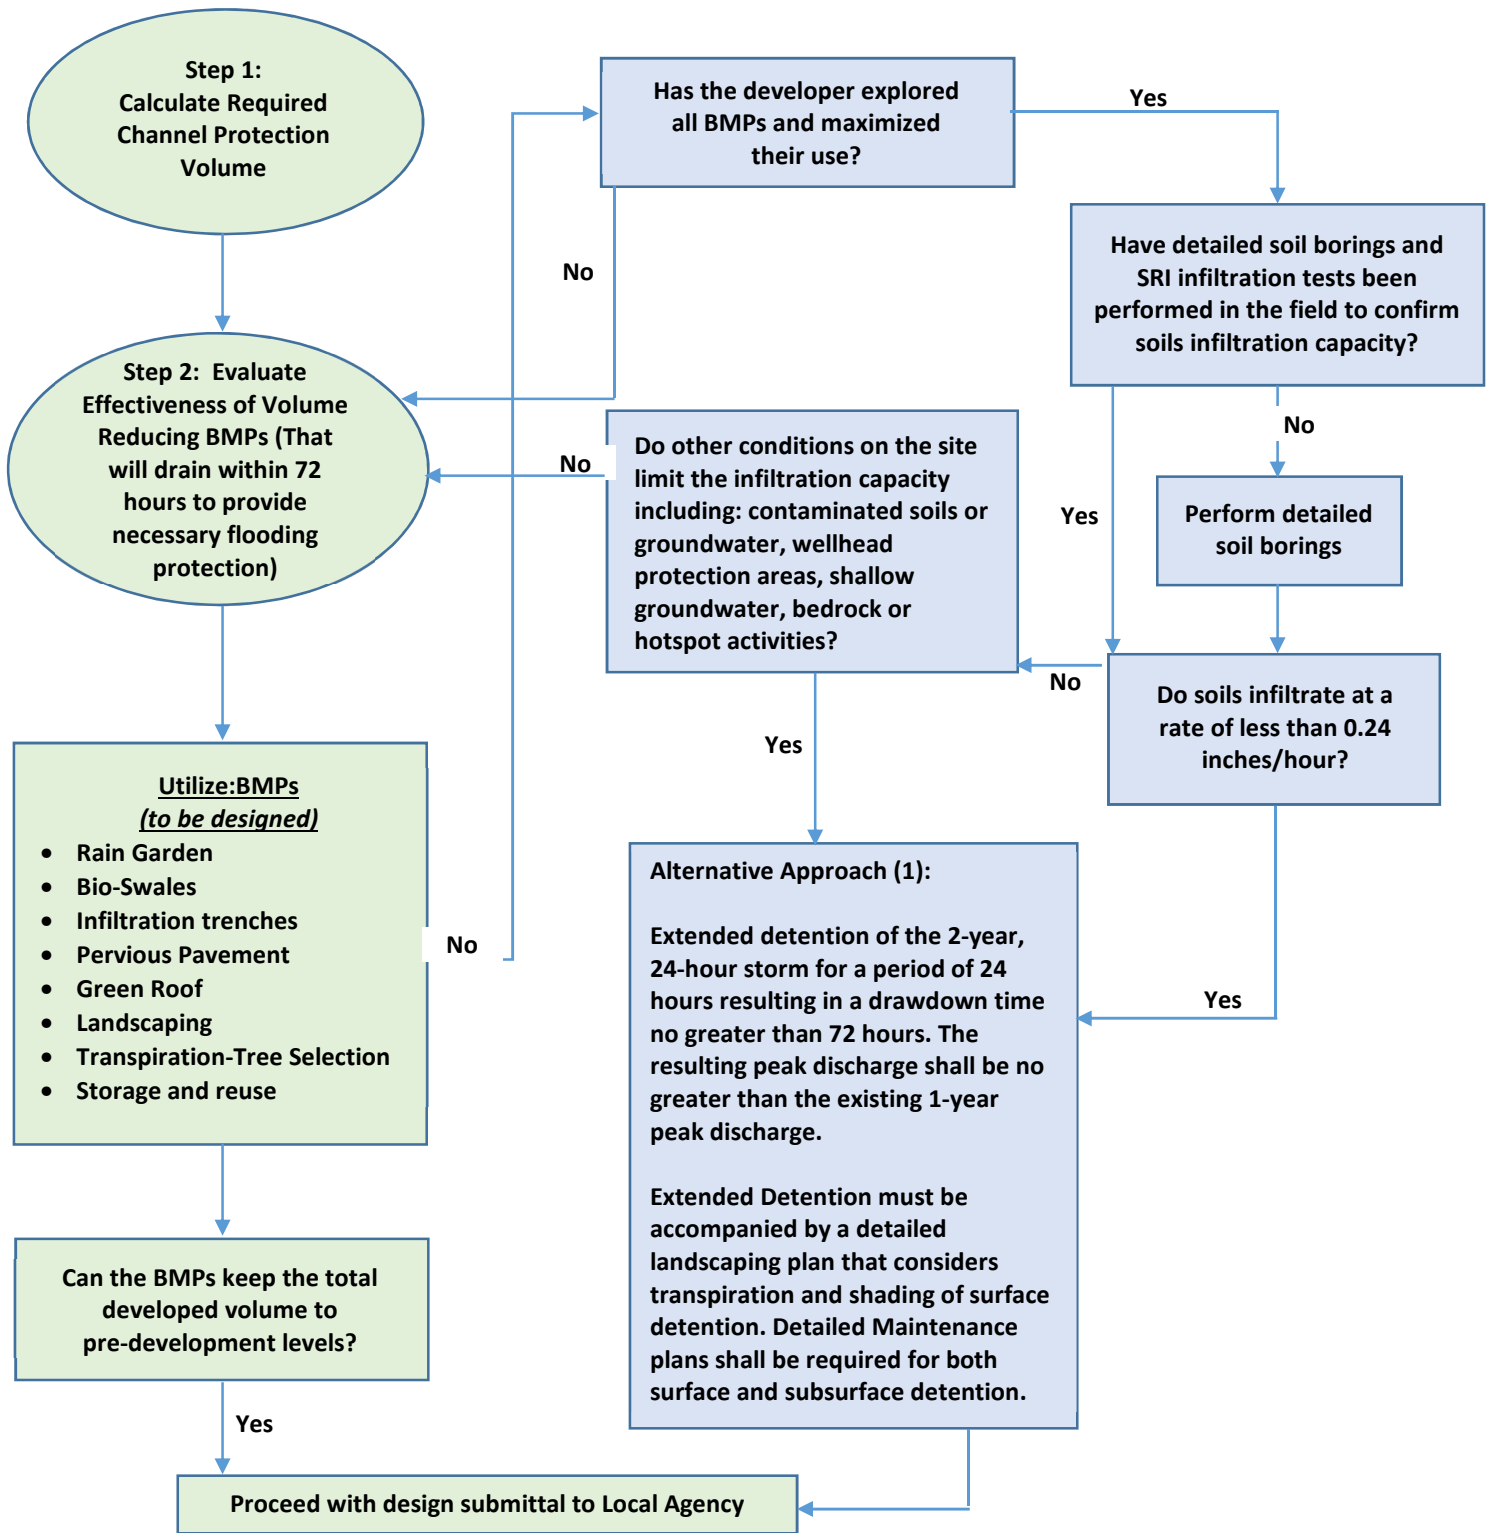 Step 1:
Calculate Required
Channel Protection
Volume
Has the developer explored
all BMPs and maximized
their use?
Yes
No
Have detailed soil borings and
SRI infiltration tests been
performed in the field to confirm
soils infiltration capacity?
Step 2:  Evaluate
Effectiveness of Volume
Reducing BMPs (That
will drain within 72
hours to provide
necessary flooding
protection)
No
Do other conditions on the site
limit the infiltration capacity
including: contaminated soils or
groundwater, wellhead
protection areas, shallow
groundwater, bedrock or
hotspot activities?
Yes
No
Perform detailed
soil borings
No
Do soils infiltrate at a
rate of less than 0.24
inches/hour?
Yes
Yes
Utilize:BMPs
(to be designed)
• Rain Garden
• Bio-Swales
• Infiltration trenches
• Pervious Pavement
• Green Roof
• Landscaping
• Transpiration-Tree Selection
• Storage and reuse
No
Alternative Approach (1):
Extended detention of the 2-year,
24-hour storm for a period of 24
hours resulting in a drawdown time
no greater than 72 hours. The
resulting peak discharge shall be no
greater than the existing 1-year
peak discharge.
Extended Detention must be
accompanied by a detailed
landscaping plan that considers
transpiration and shading of surface
detention. Detailed Maintenance
plans shall be required for both
surface and subsurface detention.
Can the BMPs keep the total
developed volume to
pre-development levels?
Yes
Proceed with design submittal to Local Agency